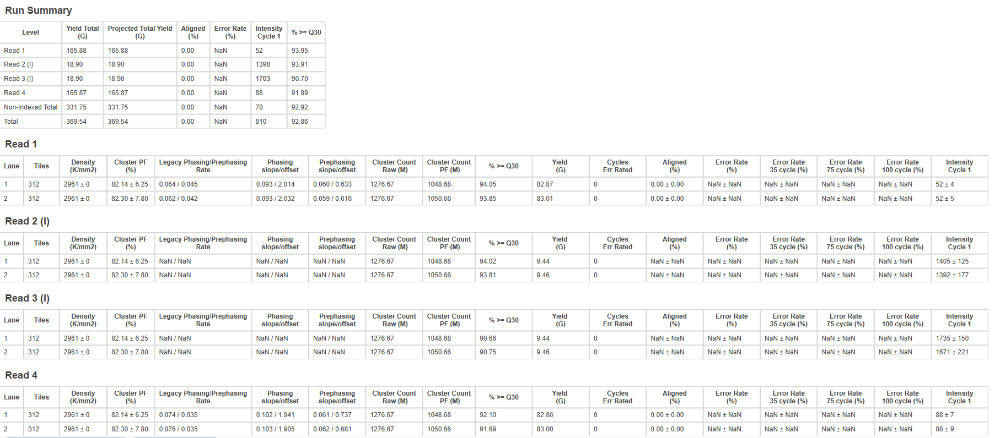 Run Summary
Level Yield Total (G) Projected Total Yield (G) Aligned (%) Error Rate (%) Intensity Cycle 1 % >= Q30
Read 1 165.88 165.88 0.00 NaN 52 93.95
Read 2 (I) 18.90 18.90 0.00 NaN 1398 93.91
Read 3 (I) 18.90 18.90 0.00 NaN 1703 90.70
Read 4 165.87 165.87 0.00 NaN 88 91.89
Non-Indexed Total 331.75 331.75 0.00 NaN 70 92.92
Total 369.54 369.54 0.00 NaN 810 92.86
Read 1
Lane Tiles Density (K/mm2) Cluster PF (%) Legacy Phasing/Prephasing Rate Phasing slope/offset Prephasing slope/offset Cluster Count Raw (M) Cluster Count PF (M) % >= Q30 Yield (G) Cycles Err Rated Aligned (%) Error Rate (%) Error Rate 35 cycle (%) Error Rate 75 cycle (%) Error Rate 100 cycle (%) Intensity Cycle 1
1 312 2961 ± 0 82.14 ± 6.25 0.064 / 0.045 0.093 / 2.014 0.060 / 0.633 1276.67 1048.68 94.05 82.87 0 0.00 ± 0.00 NaN ± NaN NaN ± NaN NaN ± NaN NaN ± NaN 52 ± 4
2 312 2961 ± 0 82.30 ± 7.80 0.062 / 0.042 0.093 / 2.032 0.059 / 0.616 1276.67 1050.66 93.85 83.01 0 0.00 ± 0.00 NaN ± NaN NaN ± NaN NaN ± NaN NaN ± NaN 52 ± 5
Read 2 (I)
Lane Tiles Density (K/mm2) Cluster PF (%) Legacy Phasing/Prephasing Rate Phasing slope/offset Prephasing slope/offset Cluster Count Raw (M) Cluster Count PF (M) % >= Q30 Yield (G) Cycles Err Rated Aligned (%) Error Rate (%) Error Rate 35 cycle (%) Error Rate 75 cycle (%) Error Rate 100 cycle (%) Intensity Cycle 1
1 312 2961 ± 0 82.14 ± 6.25 NaN / NaN NaN / NaN NaN / NaN 1276.67 1048.68 94.02 9.44 0 NaN ± NaN NaN ± NaN NaN ± NaN NaN ± NaN NaN ± NaN 1405 ± 125
2 312 2961 ± 0 82.30 ± 7.80 NaN / NaN NaN / NaN NaN / NaN 1276.67 1050.66 93.81 9.46 0 NaN ± NaN NaN ± NaN NaN ± NaN NaN ± NaN NaN ± NaN 1392 ± 177
Read 3 (I)
Lane Tiles Density (K/mm2) Cluster PF (%) Legacy Phasing/Prephasing Rate Phasing slope/offset Prephasing slope/offset Cluster Count Raw (M) Cluster Count PF (M) % >= Q30 Yield (G) Cycles Err Rated Aligned (%) Error Rate (%) Error Rate 35 cycle (%) Error Rate 75 cycle (%) Error Rate 100 cycle (%) Intensity Cycle 1
1 312 2961 ± 0 82.14 ± 6.25 NaN / NaN NaN / NaN NaN / NaN 1276.67 1048.68 90.66 9.44 0 NaN ± NaN NaN ± NaN NaN ± NaN NaN ± NaN NaN ± NaN 1735 ± 150
2 312 2961 ± 0 82.30 ± 7.80 NaN / NaN NaN / NaN NaN / NaN 1276.67 1050.66 90.75 9.46 0 NaN ± NaN NaN ± NaN NaN ± NaN NaN ± NaN NaN ± NaN 1671 ± 221
Read 4
Lane Tiles Density (K/mm2) Cluster PF (%) Legacy Phasing/Prephasing Rate Phasing slope/offset Prephasing slope/offset Cluster Count Raw (M) Cluster Count PF (M) % >= Q30 Yield (G) Cycles Err Rated Aligned (%) Error Rate (%) Error Rate 35 cycle (%) Error Rate 75 cycle (%) Error Rate 100 cycle (%) Intensity Cycle 1
1 312 2961 ± 0 82.14 ± 6.25 0.074 / 0.035 0.102 / 1.941 0.061 / 0.737 1276.67 1048.68 92.10 82.86 0 0.00 ± 0.00 NaN ± NaN NaN ± NaN NaN ± NaN NaN ± NaN 88 ± 7
2 312 2961 ± 0 82.30 ± 7.80 0.076 / 0.035 0.103 / 1.905 0.062 / 0.681 1276.67 1050.66 91.69 83.00 0 0.00 ± 0.00 NaN ± NaN NaN ± NaN NaN ± NaN NaN ± NaN 88 ± 9